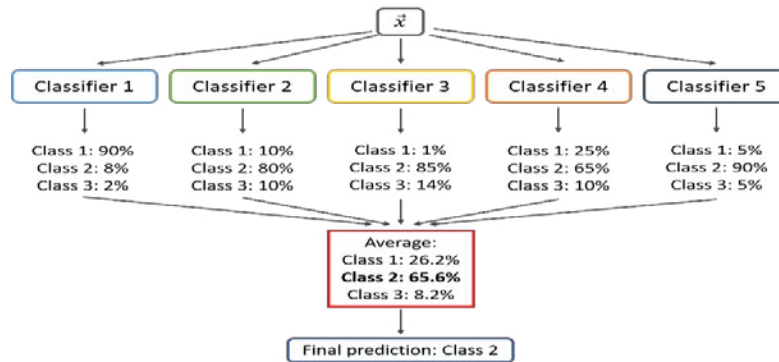 x⃗
Classifier 1
Classifier 2
Classifier 3
Classifier 4
Classifier 5
Class 1: 90%
Class 2: 8%
Class 3: 2%
Class 1: 10%
Class 2: 80%
Class 3: 10%
Class 1: 1%
Class 2: 85%
Class 3: 14%
Class 1: 25%
Class 2: 65%
Class 3: 10%
Class 1: 5%
Class 2: 90%
Class 3: 5%
Average:
Class 1: 26.2%
Class 2: 65.6%
Class 3: 8.2%
Final prediction: Class 2